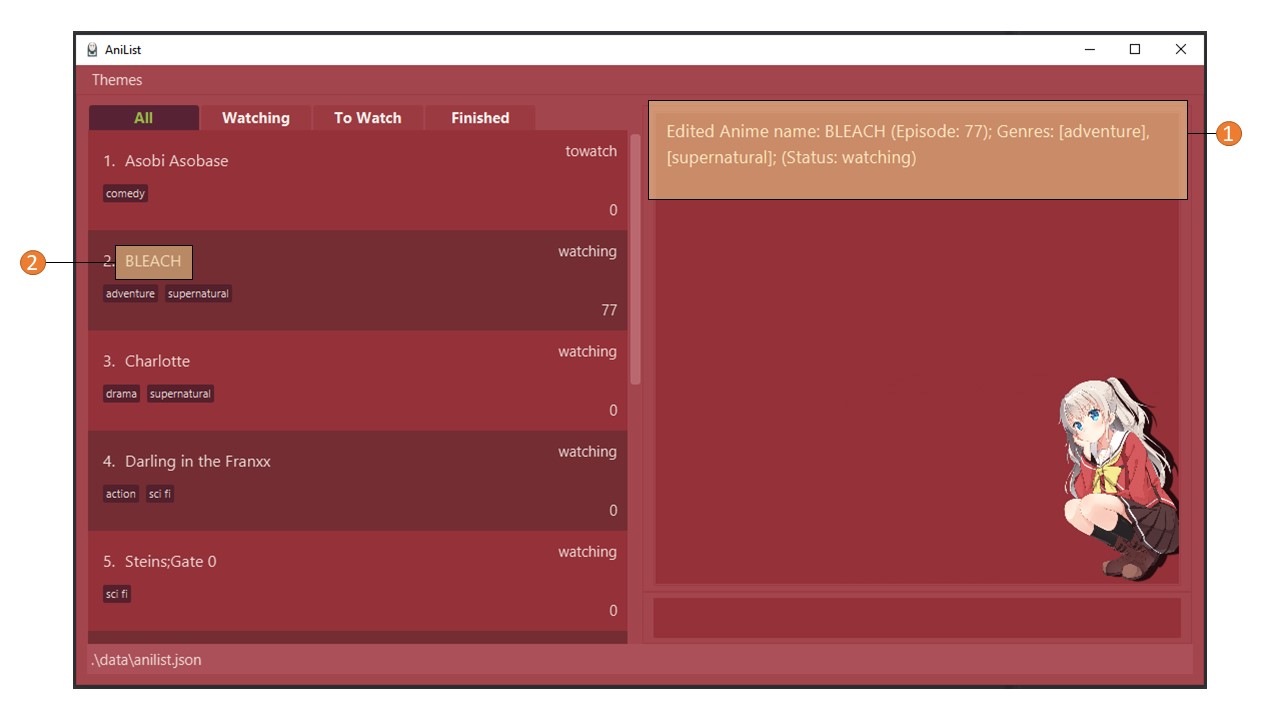 AniList
Themes
All Watching To Watch Finished
1. Asobi Asobase towatch
comedy
0
2. BLEACH watching
adventure supernatural
77
3. Charlotte watching
drama supernatural
0
4. Darling in the Franxx watching
action sci fi
0
5. Steins;Gate 0 watching
sci fi
0
Edited Anime name: BLEACH (Episode: 77); Genres: [adventure],
[supernatural]; (Status: watching)
1
2
.\data\anilist.json